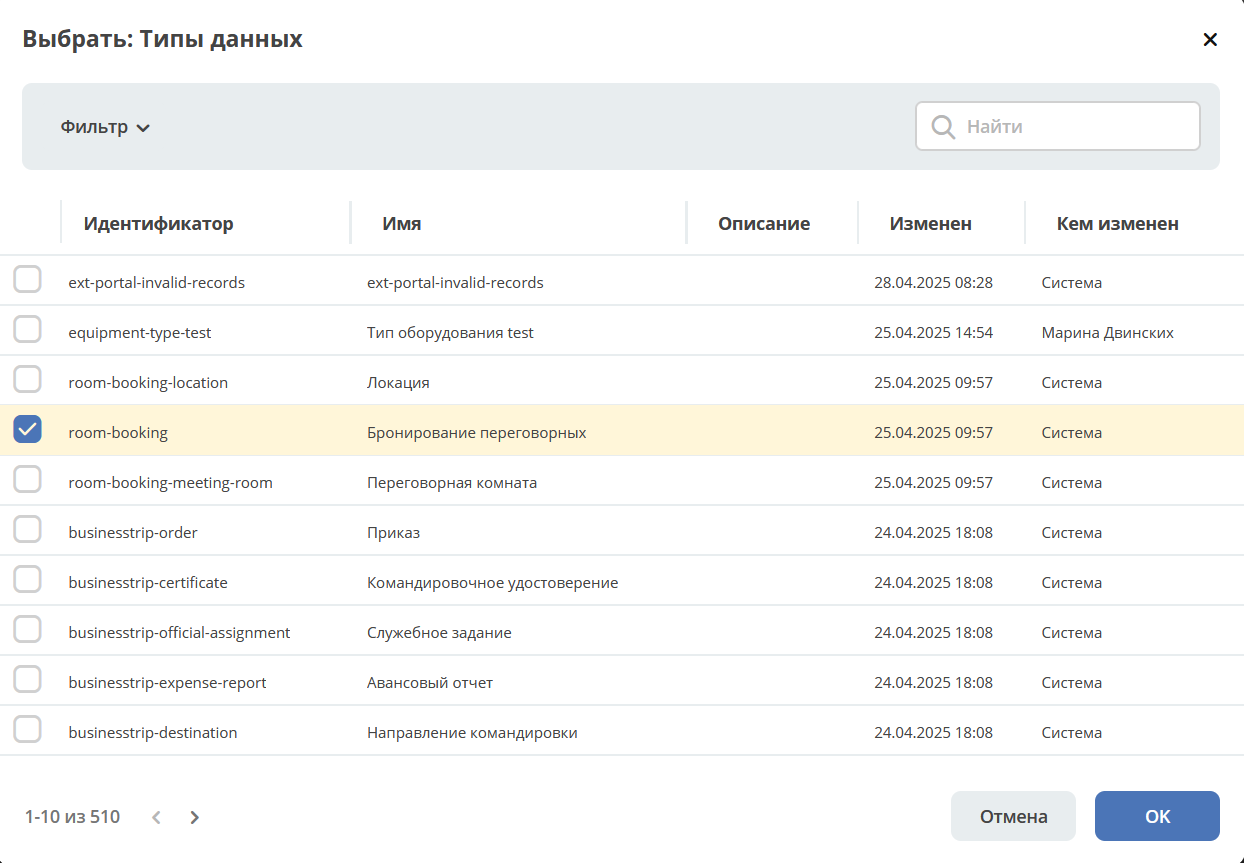 Выбрать: Типы данных
Фильтр
Найти
Идентификатор Имя Описание Изменен Кем изменен
ext-portal-invalid-records ext-portal-invalid-records 28.04.2025 08:28 Система
equipment-type-test Тип оборудования test 25.04.2025 14:54 Марина Двинских
room-booking-location Локация 25.04.2025 09:57 Система
room-booking Бронирование переговорных 25.04.2025 09:57 Система
room-booking-meeting-room Переговорная комната 25.04.2025 09:57 Система
businesstrip-order Приказ 24.04.2025 18:08 Система
businesstrip-certificate Командировочное удостоверение 24.04.2025 18:08 Система
businesstrip-official-assignment Служебное задание 24.04.2025 18:08 Система
businesstrip-expense-report Авансовый отчет 24.04.2025 18:08 Система
businesstrip-destination Направление командировки 24.04.2025 18:08 Система
1-10 из 510
Отмена
ОК